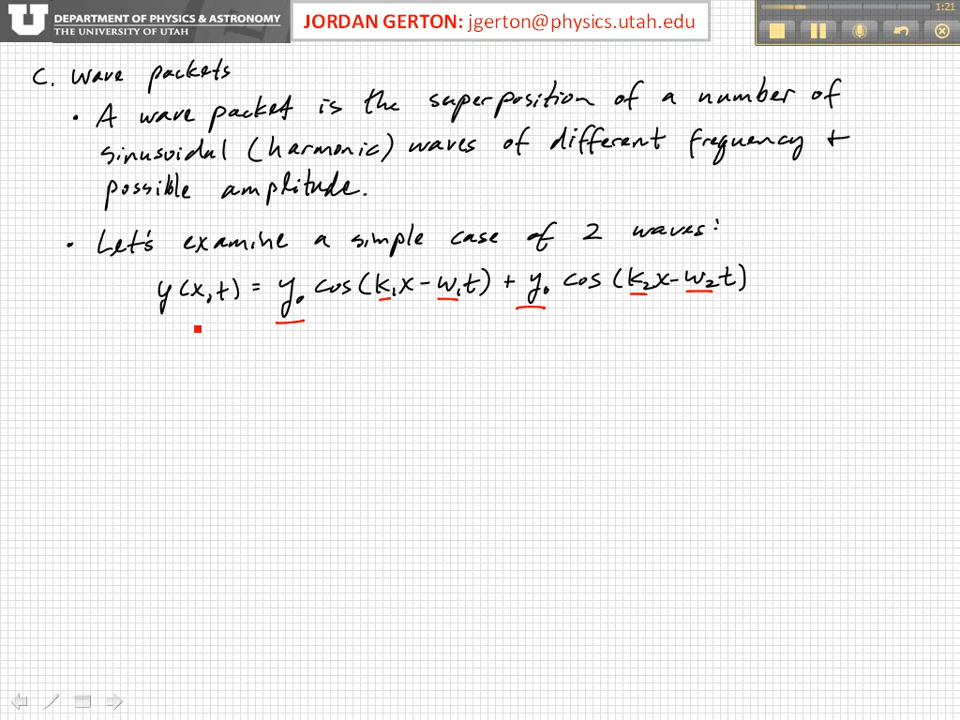 U DEPARTMENT OF PHYSICS & ASTRONOMY
THE UNIVERSITY OF UTAH
JORDAN GERTON: jgerton@physics.utah.edu
1:21
C. Wave packets
• A wave packet is the superposition of a number of
sinusoidal (harmonic) waves of different frequency +
possible amplitude.
• Let's examine a simple case of 2 waves:
y(x,t) = y₀ cos(k₁x - w₁t) + y₀ cos(k₂x - w₂t)